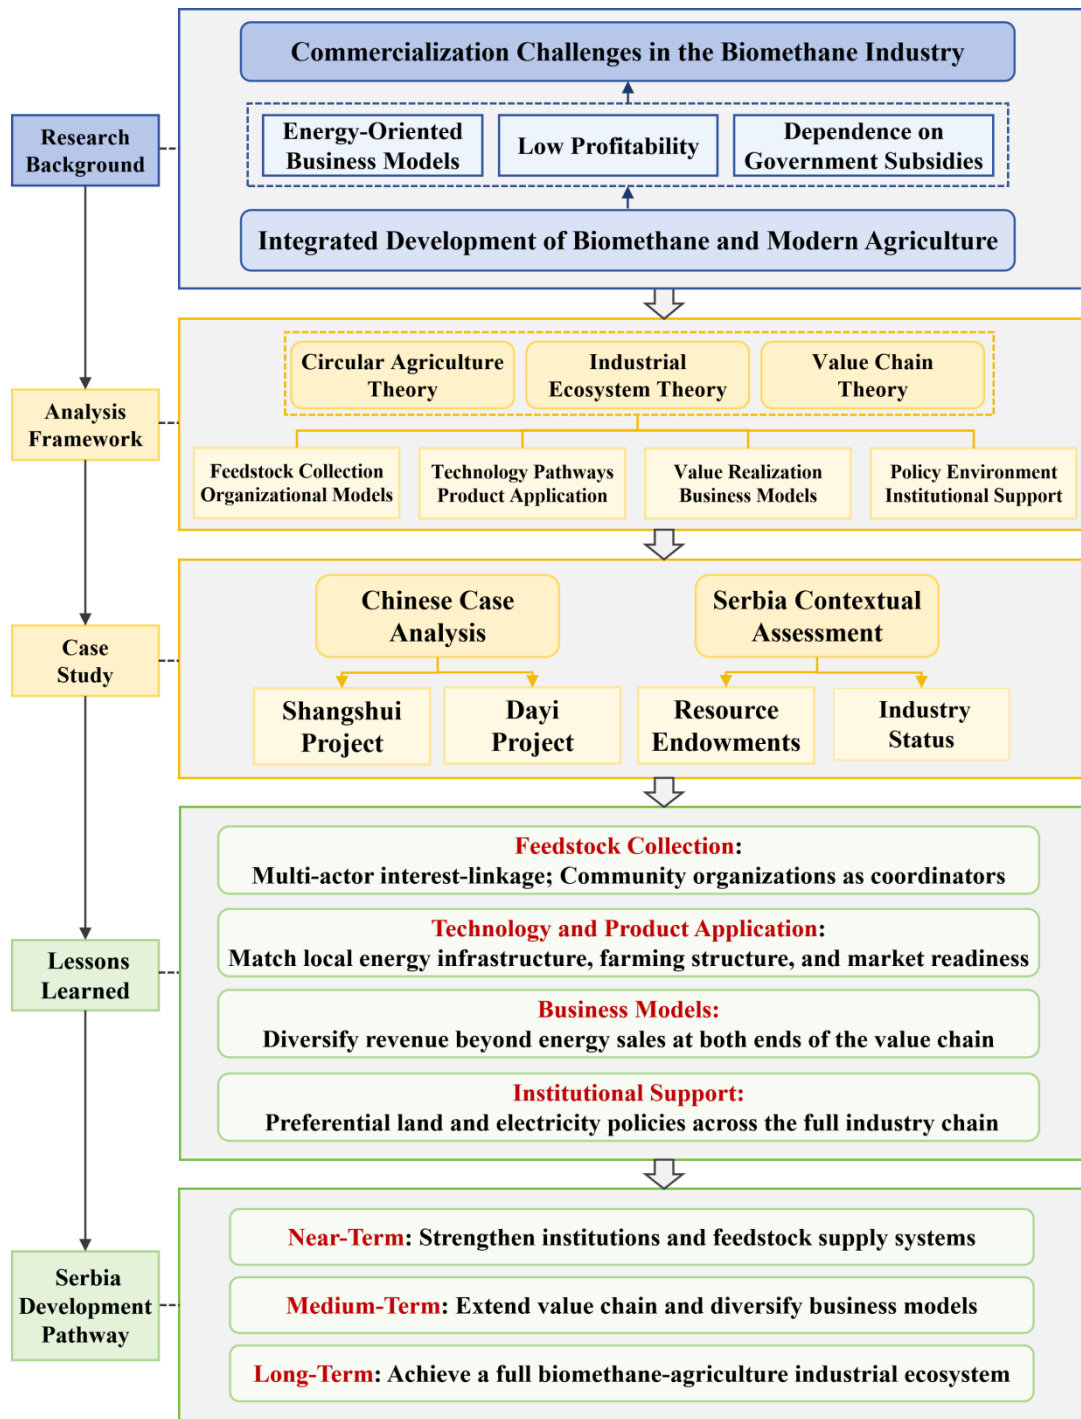 Commercialization Challenges in the Biomethane Industry
Research
Background
Energy-Oriented
Business Models
Low Profitability
Dependence on
Government Subsidies
Integrated Development of Biomethane and Modern Agriculture
Analysis
Framework
Circular Agriculture
Theory
Industrial
Ecosystem Theory
Value Chain
Theory
Feedstock Collection
Organizational Models
Technology Pathways
Product Application
Value Realization
Business Models
Policy Environment
Institutional Support
Case
Study
Chinese Case
Analysis
Serbia Contextual
Assessment
Shangshui
Project
Dayi
Project
Resource
Endowments
Industry
Status
Lessons
Learned
Feedstock Collection:
Multi-actor interest-linkage; Community organizations as coordinators
Technology and Product Application:
Match local energy infrastructure, farming structure, and market readiness
Business Models:
Diversify revenue beyond energy sales at both ends of the value chain
Institutional Support:
Preferential land and electricity policies across the full industry chain
Serbia
Development
Pathway
Near-Term: Strengthen institutions and feedstock supply systems
Medium-Term: Extend value chain and diversify business models
Long-Term: Achieve a full biomethane-agriculture industrial ecosystem